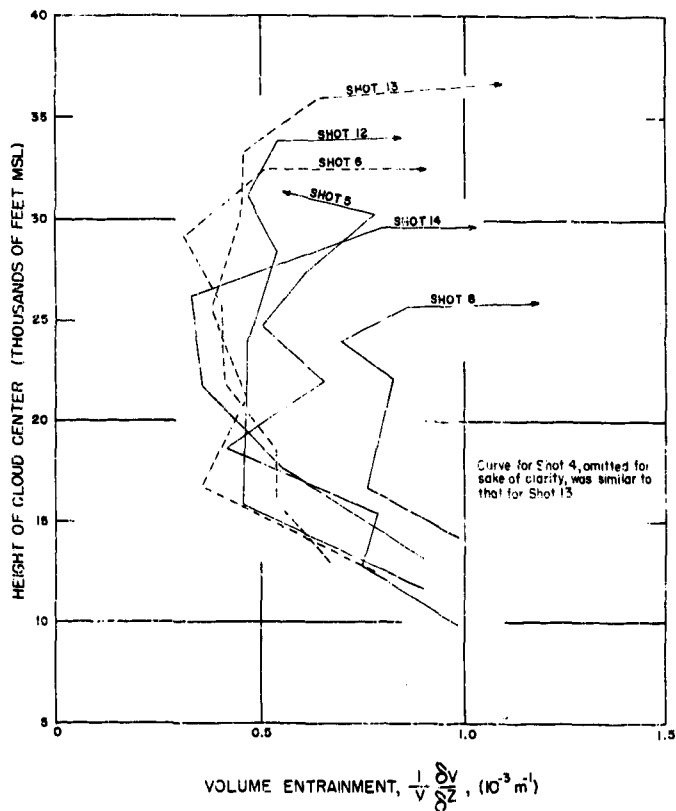 40
35
30
25
20
15
10
5
HEIGHT OF CLOUD CENTER (THOUSANDS OF FEET MSL)
SHOT 13
SHOT 12
SHOT 6
SHOT 5
SHOT 14
SHOT 8
Curve for Shot 4, omitted for
sake of clarity, was similar to
that for Shot 13
0
0.5
1.0
1.5
VOLUME ENTRAINMENT, 1/V δV/δZ, (10⁻³ m⁻¹)